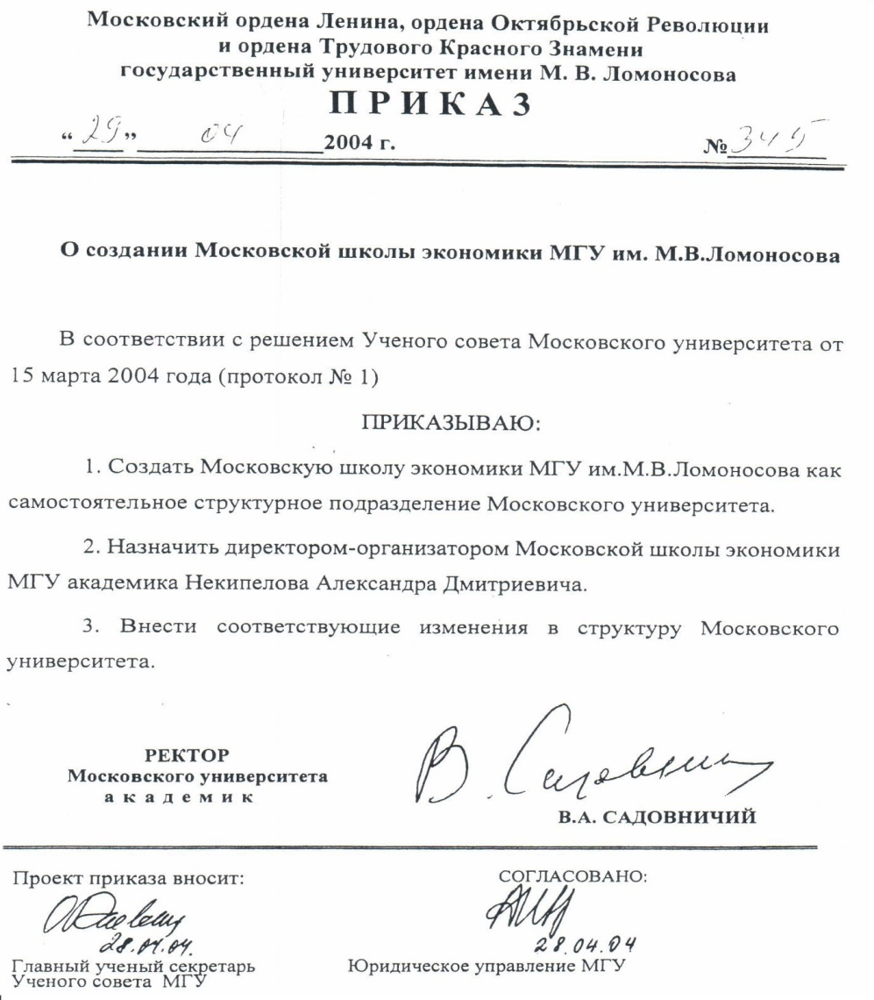 Московский ордена Ленина, ордена Октябрьской Революции
и ордена Трудового Красного Знамени
государственный университет имени М. В. Ломоносова
ПРИКАЗ
“ 29 ” 04 2004 г. № 345
О создании Московской школы экономики МГУ им. М.В.Ломоносова
В соответствии с решением Ученого совета Московского университета от
15 марта 2004 года (протокол № 1)
ПРИКАЗЫВАЮ:
1. Создать Московскую школу экономики МГУ им.М.В.Ломоносова как
самостоятельное структурное подразделение Московского университета.
2. Назначить директором-организатором Московской школы экономики
МГУ академика Некипелова Александра Дмитриевича.
3. Внести соответствующие изменения в структуру Московского
университета.
РЕКТОР
Московского университета
академик
В. Садовничий
В.А. САДОВНИЧИЙ
Проект приказа вносит: СОГЛАСОВАНО:
28.04.04. 28.04.04
Главный ученый секретарь Юридическое управление МГУ
Ученого совета МГУ